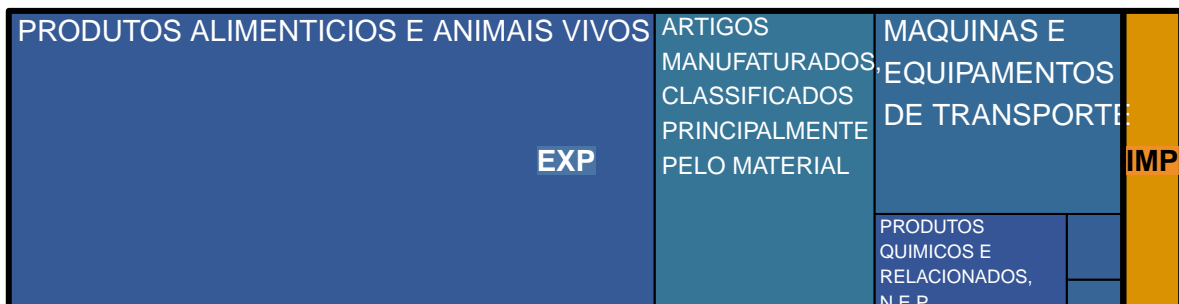 PRODUTOS ALIMENTICIOS E ANIMAIS VIVOS
EXP
ARTIGOS
MANUFATURADOS,
CLASSIFICADOS
PRINCIPALMENTE
PELO MATERIAL
MAQUINAS E
EQUIPAMENTOS
DE TRANSPORTE
IMP
PRODUTOS
QUIMICOS E
RELACIONADOS,
N.E.P.